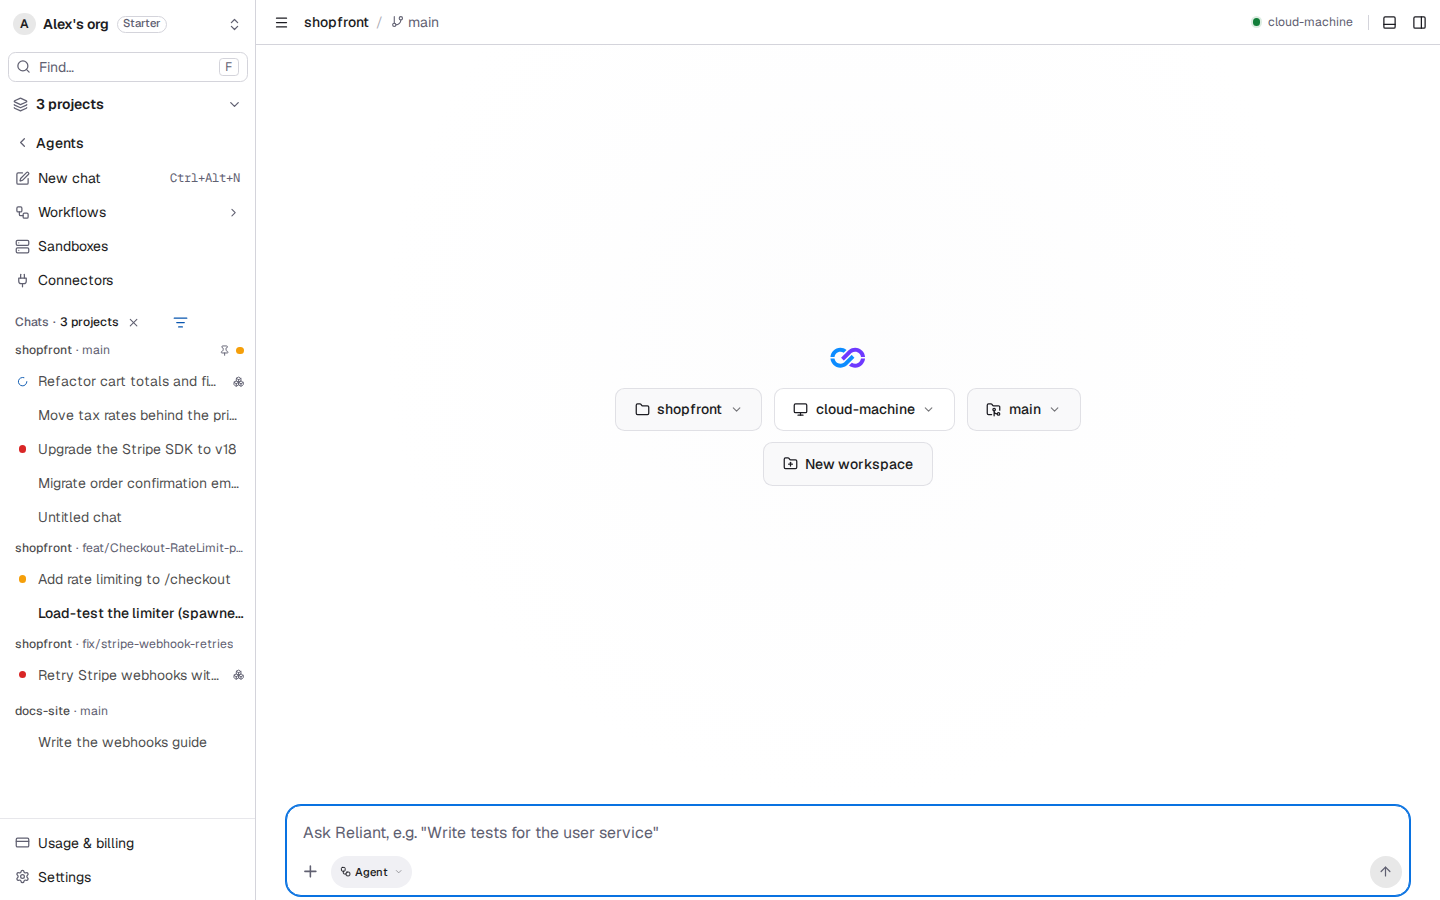 A Alex's org Starter
Find... F
3 projects
Agents
New chat Ctrl+Alt+N
Workflows
Sandboxes
Connectors
Chats · 3 projects
shopfront · main
Refactor cart totals and fi...
Move tax rates behind the pri...
Upgrade the Stripe SDK to v18
Migrate order confirmation em...
Untitled chat
shopfront · feat/Checkout-RateLimit-p...
Add rate limiting to /checkout
Load-test the limiter (spawne...
shopfront · fix/stripe-webhook-retries
Retry Stripe webhooks wit...
docs-site · main
Write the webhooks guide
Usage & billing
Settings
shopfront / main
cloud-machine
shopfront
cloud-machine
main
New workspace
Ask Reliant, e.g. "Write tests for the user service"
Agent